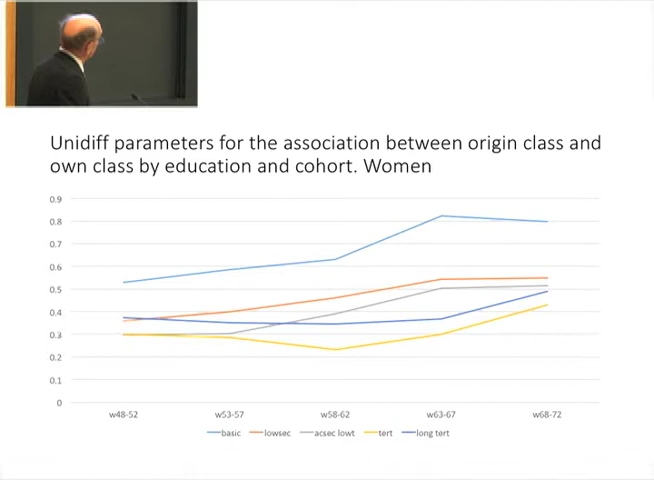 Unidiff parameters for the association between origin class and
own class by education and cohort. Women
0.9
0.8
0.7
0.6
0.5
0.4
0.3
0.2
0.1
0
w48-52 w53-57 w58-62 w63-67 w68-72
basic lowsec acsec lowt tert long tert